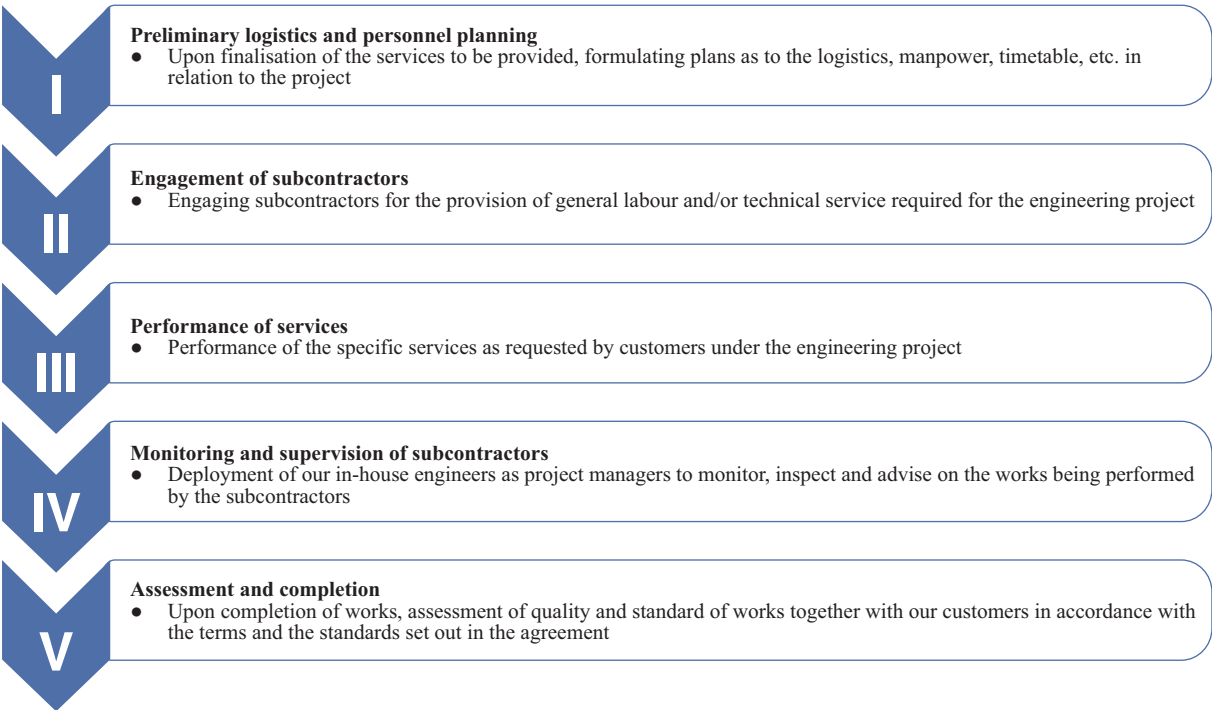 I
Preliminary logistics and personnel planning
● Upon finalisation of the services to be provided, formulating plans as to the logistics, manpower, timetable, etc. in
relation to the project
II
Engagement of subcontractors
● Engaging subcontractors for the provision of general labour and/or technical service required for the engineering project
III
Performance of services
● Performance of the specific services as requested by customers under the engineering project
IV
Monitoring and supervision of subcontractors
● Deployment of our in-house engineers as project managers to monitor, inspect and advise on the works being performed
by the subcontractors
V
Assessment and completion
● Upon completion of works, assessment of quality and standard of works together with our customers in accordance with
the terms and the standards set out in the agreement